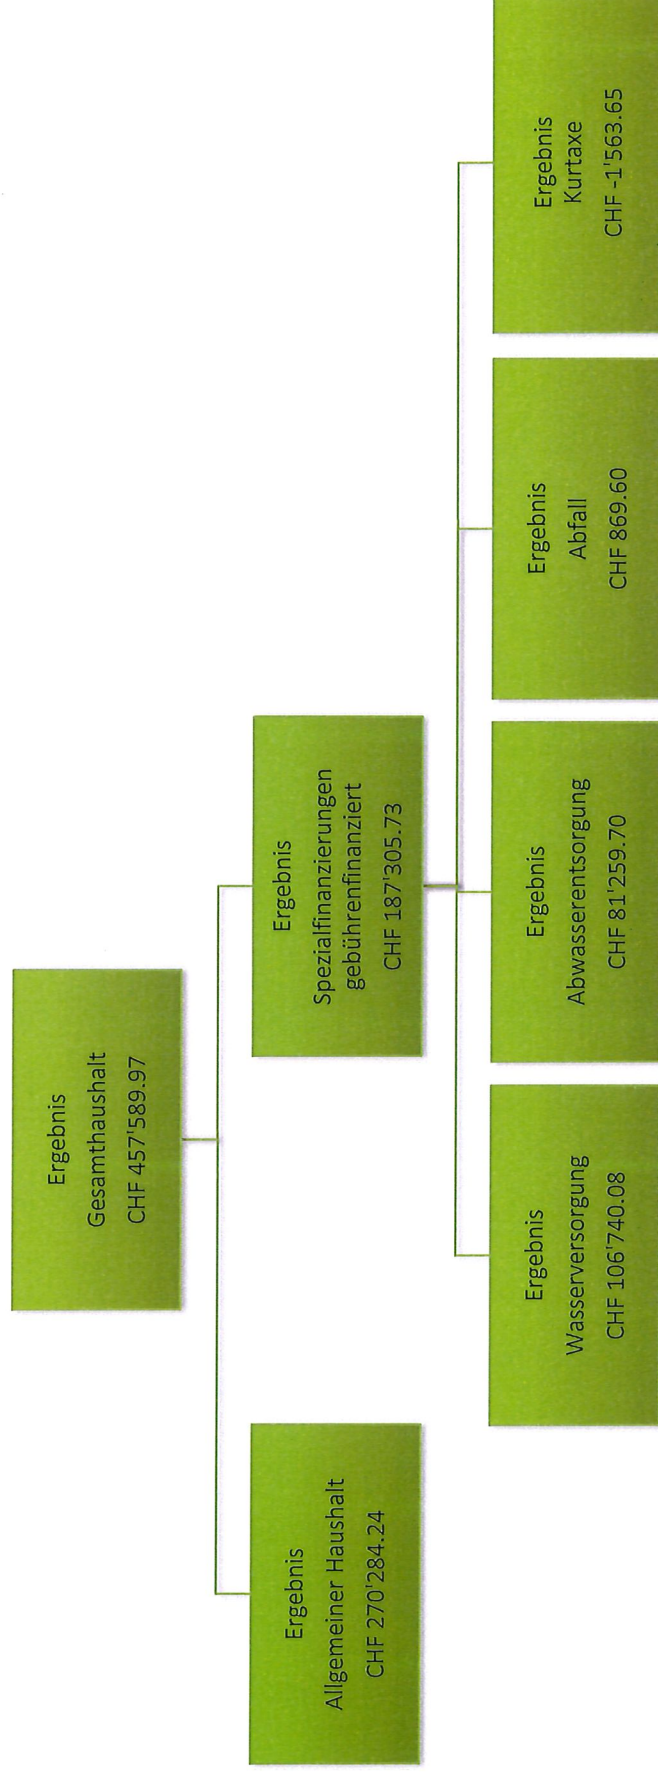 Ergebnis
Gesamthaushalt
CHF 457'589.97
Ergebnis
Allgemeiner Haushalt
CHF 270'284.24
Ergebnis
Spezialfinanzierungen
gebührenfinanziert
CHF 187'305.73
Ergebnis
Wasserversorgung
CHF 106'740.08
Ergebnis
Abwasserentsorgung
CHF 81'259.70
Ergebnis
Abfall
CHF 869.60
Ergebnis
Kurtaxe
CHF -1'563.65